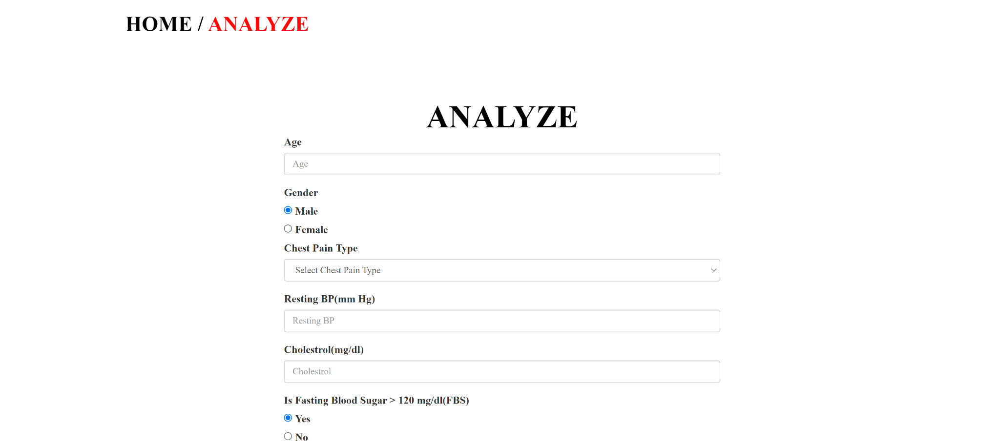 HOME / ANALYZE
ANALYZE
Age
Age
Gender
Male
Female
Chest Pain Type
Select Chest Pain Type
Resting BP(mm Hg)
Resting BP
Cholestrol(mg/dl)
Cholestrol
Is Fasting Blood Sugar > 120 mg/dl(FBS)
Yes
No